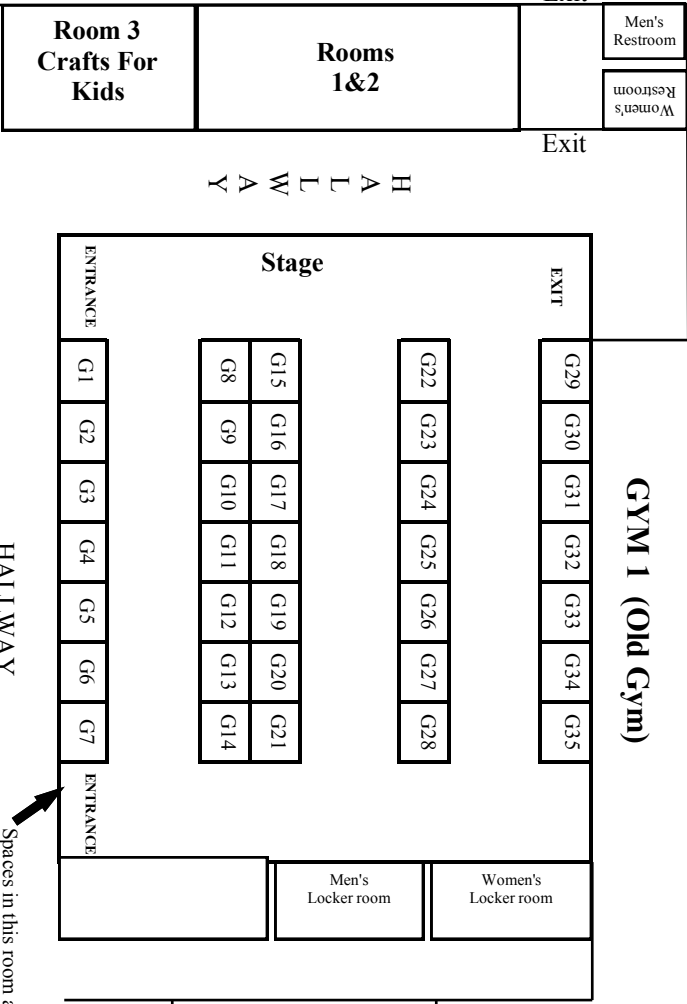 Exit
Men's
Restroom
Room 3
Crafts For
Kids
Rooms
1&2
Women's
Restroom
Exit
HALLWAY
Stage
ENTRANCE
EXIT
G1
G8
G15
G22
G29
G2
G9
G16
G23
G30
G3
G10
G17
G24
G31
G4
G11
G18
G25
G32
G5
G12
G19
G26
G33
G6
G13
G20
G27
G34
G7
G14
G21
G28
G35
GYM 1 (Old Gym)
HALLWAY
ENTRANCE
Men's
Locker room
Women's
Locker room
Spaces in this room